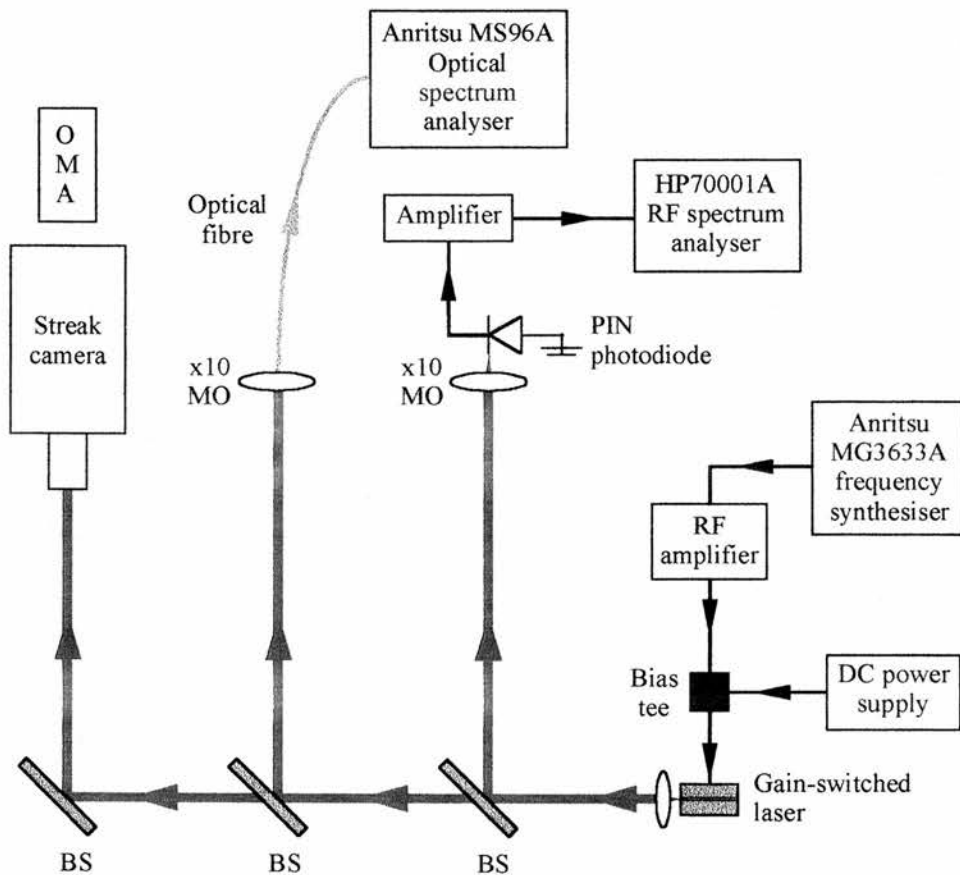 Anritsu MS96A
Optical
spectrum
analyser
O
M
A
HP70001A
RF spectrum
analyser
Optical
fibre
Amplifier
Streak
camera
PIN
photodiode
x10
MO
x10
MO
Anritsu
MG3633A
frequency
synthesiser
RF
amplifier
Bias
tee
DC power
supply
Gain-switched
laser
BS
BS
BS